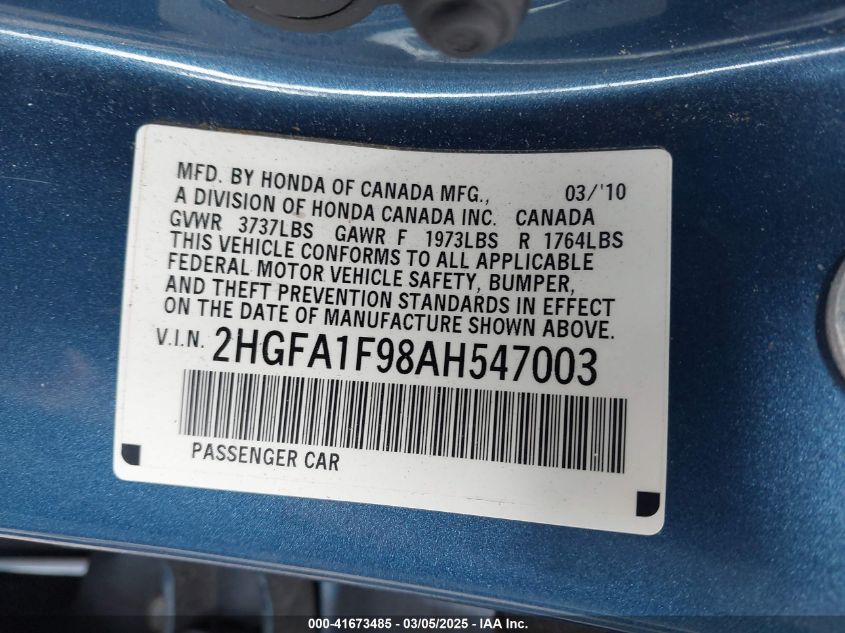 MFD. BY HONDA OF CANADA MFG., 03/'10
A DIVISION OF HONDA CANADA INC. CANADA
GVWR 3737LBS GAWR F 1973LBS R 1764LBS
THIS VEHICLE CONFORMS TO ALL APPLICABLE
FEDERAL MOTOR VEHICLE SAFETY, BUMPER,
AND THEFT PREVENTION STANDARDS IN EFFECT
ON THE DATE OF MANUFACTURE SHOWN ABOVE.
V.I.N. 2HGFA1F98AH547003
PASSENGER CAR
000-41673485 - 03/05/2025 - IAA Inc.